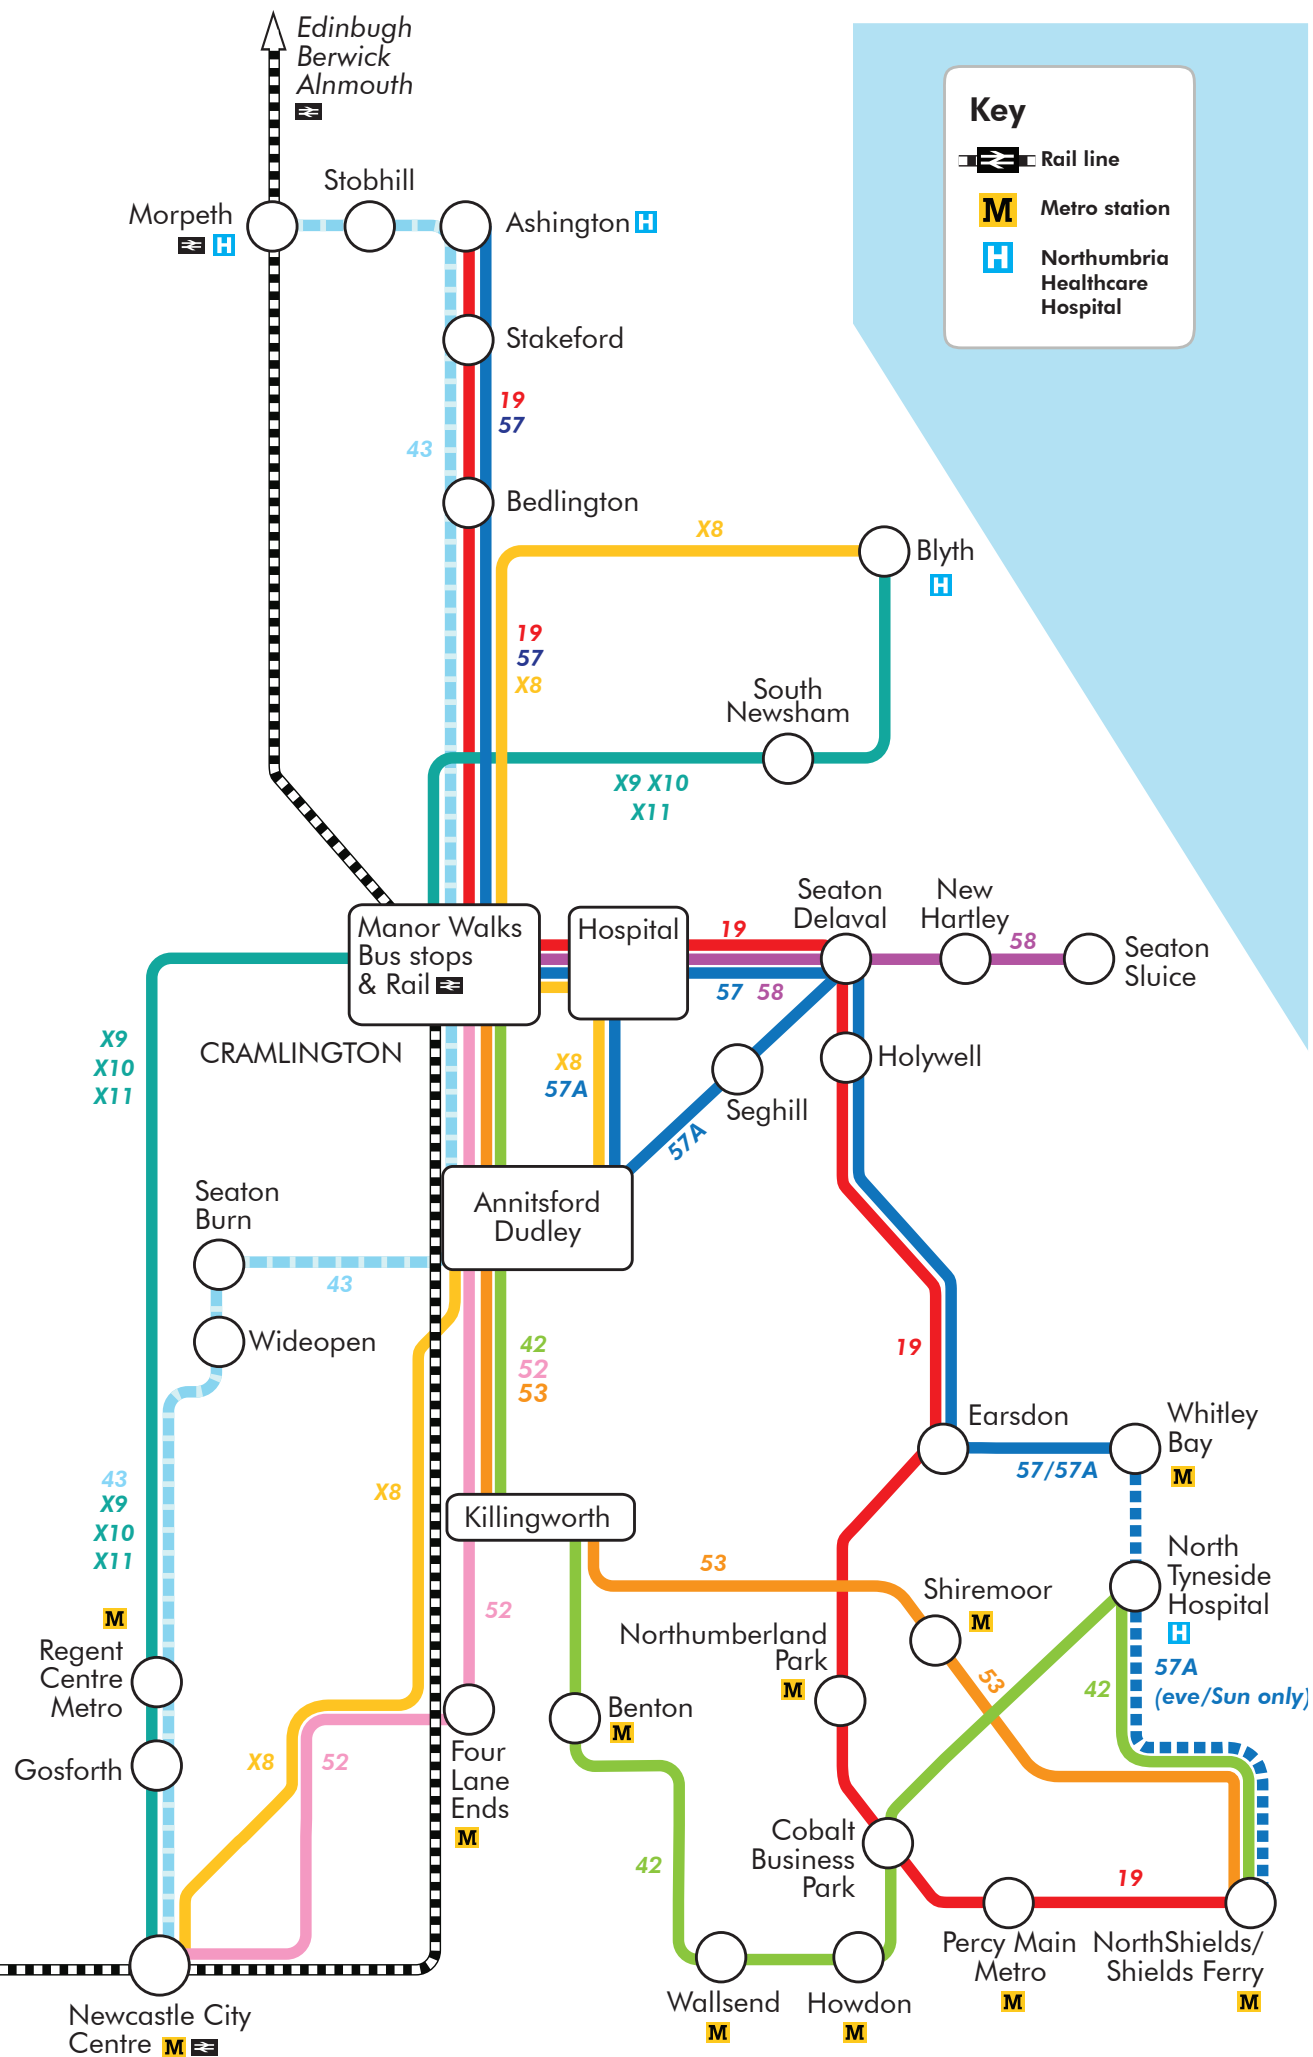 Edinbugh
Berwick
Alnmouth
Key
Rail line
M Metro station
H Northumbria
Healthcare
Hospital
Stobhill
Morpeth
H
Ashington H
Stakeford
19
57
43
Bedlington
X8
Blyth
H
19
57
X8
South
Newsham
X9 X10
X11
Manor Walks
Bus stops
& Rail
Hospital
19
57 58
Seaton
Delaval
New
Hartley
58
Seaton
Sluice
X9
X10
X11
CRAMLINGTON
X8
57A
Holywell
Seghill
57A
Seaton
Burn
43
Annitsford
Dudley
Wideopen
42
52
53
19
Earsdon
Whitley
Bay
M
57/57A
43
X9
X10
X11
X8
Killingworth
53
North
Tyneside
Hospital
H
57A
(eve/Sun only)
Shiremoor
M
52
M
Regent
Centre
Metro
Northumberland
Park
M
53
42
Benton
M
Gosforth
X8
52
Four
Lane
Ends
M
Cobalt
Business
Park
42
19
Percy Main
Metro
M
NorthShields/
Shields Ferry
M
Wallsend
M
Howdon
M
Newcastle City
Centre M